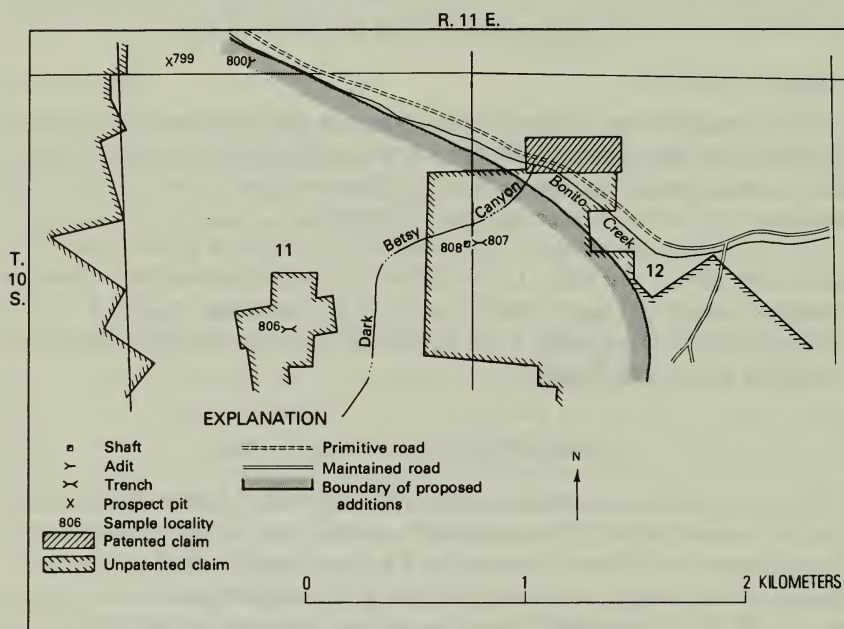 R. 11 E.
x799
800
Bonito
Creek
Betsy
Canyon
Dark
808
807
T.
10
S.
11
12
806
EXPLANATION
Shaft
Adit
Trench
X Prospect pit
806 Sample locality
Patented claim
Unpatented claim
Primitive road
Maintained road
Boundary of proposed
additions
N
0 1 2 KILOMETERS